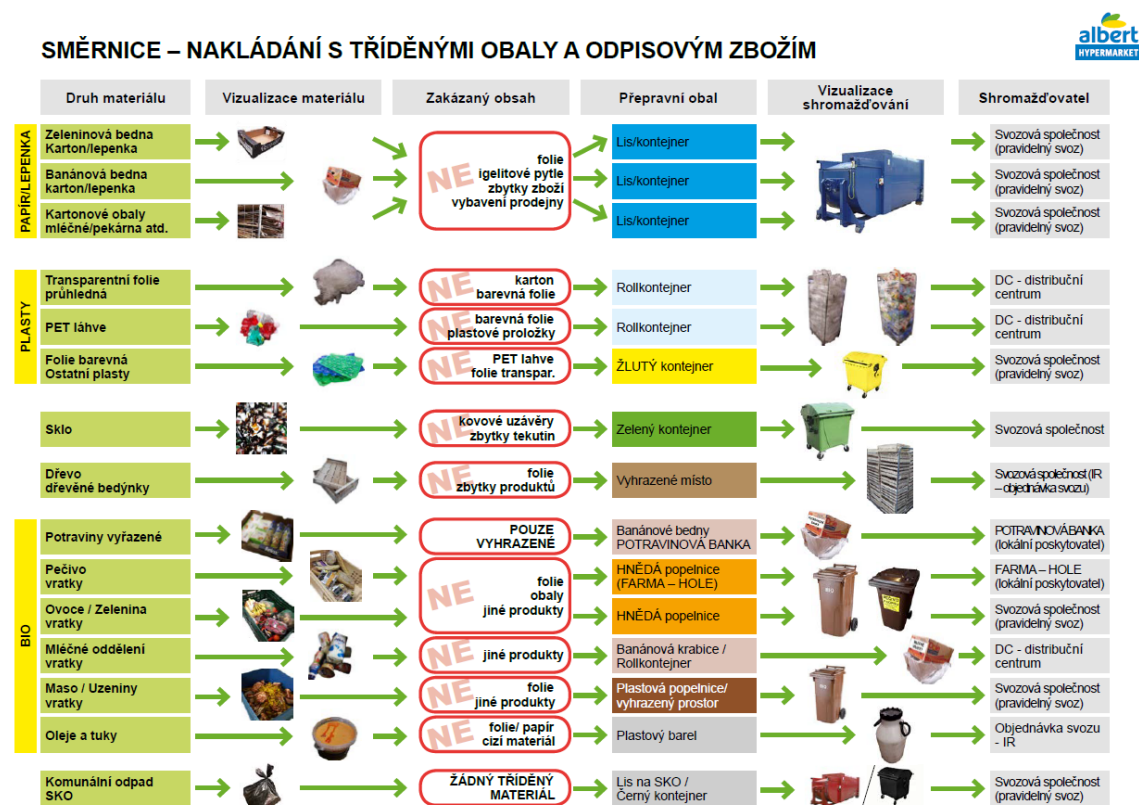 albert
HYPERMARKET
SMĚRNICE – NAKLÁDÁNÍ S TŘÍDĚNÝMI OBALY A ODPISOVÝM ZBOŽÍM
Druh materiálu
Vizualizace materiálu
Zakázaný obsah
Přepravní obal
Vizualizace
shromažďování
Shromažďovatel
PAPÍR/LEPENKA
Zeleninová bedna
Karton/lepenka
Banánová bedna
karton/lepenka
Kartonové obaly
mléčné/pekárna atd.
NE
folie
igelitové pytle
zbytky zboží
vybavení prodejny
Lis/kontejner
Lis/kontejner
Lis/kontejner
Svozová společnost
(pravidelný svoz)
Svozová společnost
(pravidelný svoz)
Svozová společnost
(pravidelný svoz)
PLASTY
Transparentní folie
průhledná
NE
karton
barevná folie
Rollkontejner
DC - distribuční
centrum
PET láhve
NE
barevná folie
plastové proložky
Rollkontejner
DC - distribuční
centrum
Folie barevná
Ostatní plasty
NE
PET lahve
folie transpar.
ŽLUTÝ kontejner
Svozová společnost
(pravidelný svoz)
Sklo
NE
kovové uzávěry
zbytky tekutin
Zelený kontejner
Svozová společnost
Dřevo
dřevěné bedýnky
NE
folie
zbytky produktů
Vyhrazené místo
Svozová společnost (IR
– objednávka svozu)
BIO
Potraviny vyřazené
POUZE
VYHRAZENÉ
Banánové bedny
POTRAVINOVÁ BANKA
POTRAVINOVÁ BANKA
(lokální poskytovatel)
Pečivo
vratky
NE
folie
obaly
jiné produkty
HNĚDÁ popelnice
(FARMA – HOLE)
FARMA – HOLE
(lokální poskytovatel)
Ovoce / Zelenina
vratky
HNĚDÁ popelnice
Svozová společnost
(pravidelný svoz)
Mléčné oddělení
vratky
NE
jiné produkty
Banánová krabice /
Rollkontejner
DC - distribuční
centrum
Maso / Uzeniny
vratky
NE
folie
jiné produkty
Plastová popelnice/
vyhrazený prostor
Svozová společnost
(pravidelný svoz)
Oleje a tuky
NE
folie/ papír
cizí materiál
Plastový barel
Objednávka svozu
- IR
Komunální odpad
SKO
ŽÁDNÝ TŘÍDĚNÝ
MATERIÁL
Lis na SKO /
Černý kontejner
Svozová společnost
(pravidelný svoz)